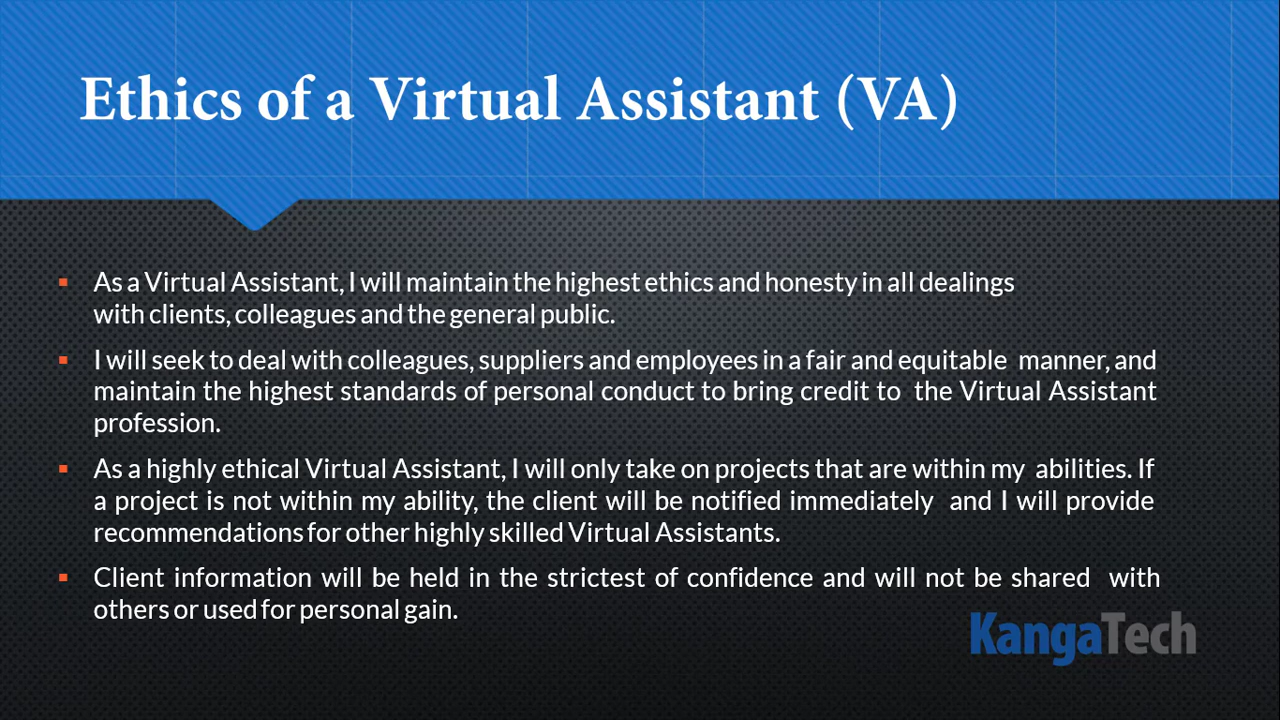 Ethics of a Virtual Assistant (VA)
As a Virtual Assistant, I will maintain the highest ethics and honesty in all dealings
with clients, colleagues and the general public.
I will seek to deal with colleagues, suppliers and employees in a fair and equitable manner, and
maintain the highest standards of personal conduct to bring credit to the Virtual Assistant
profession.
As a highly ethical Virtual Assistant, I will only take on projects that are within my abilities. If
a project is not within my ability, the client will be notified immediately and I will provide
recommendations for other highly skilled Virtual Assistants.
Client information will be held in the strictest of confidence and will not be shared with
others or used for personal gain.
KangaTech